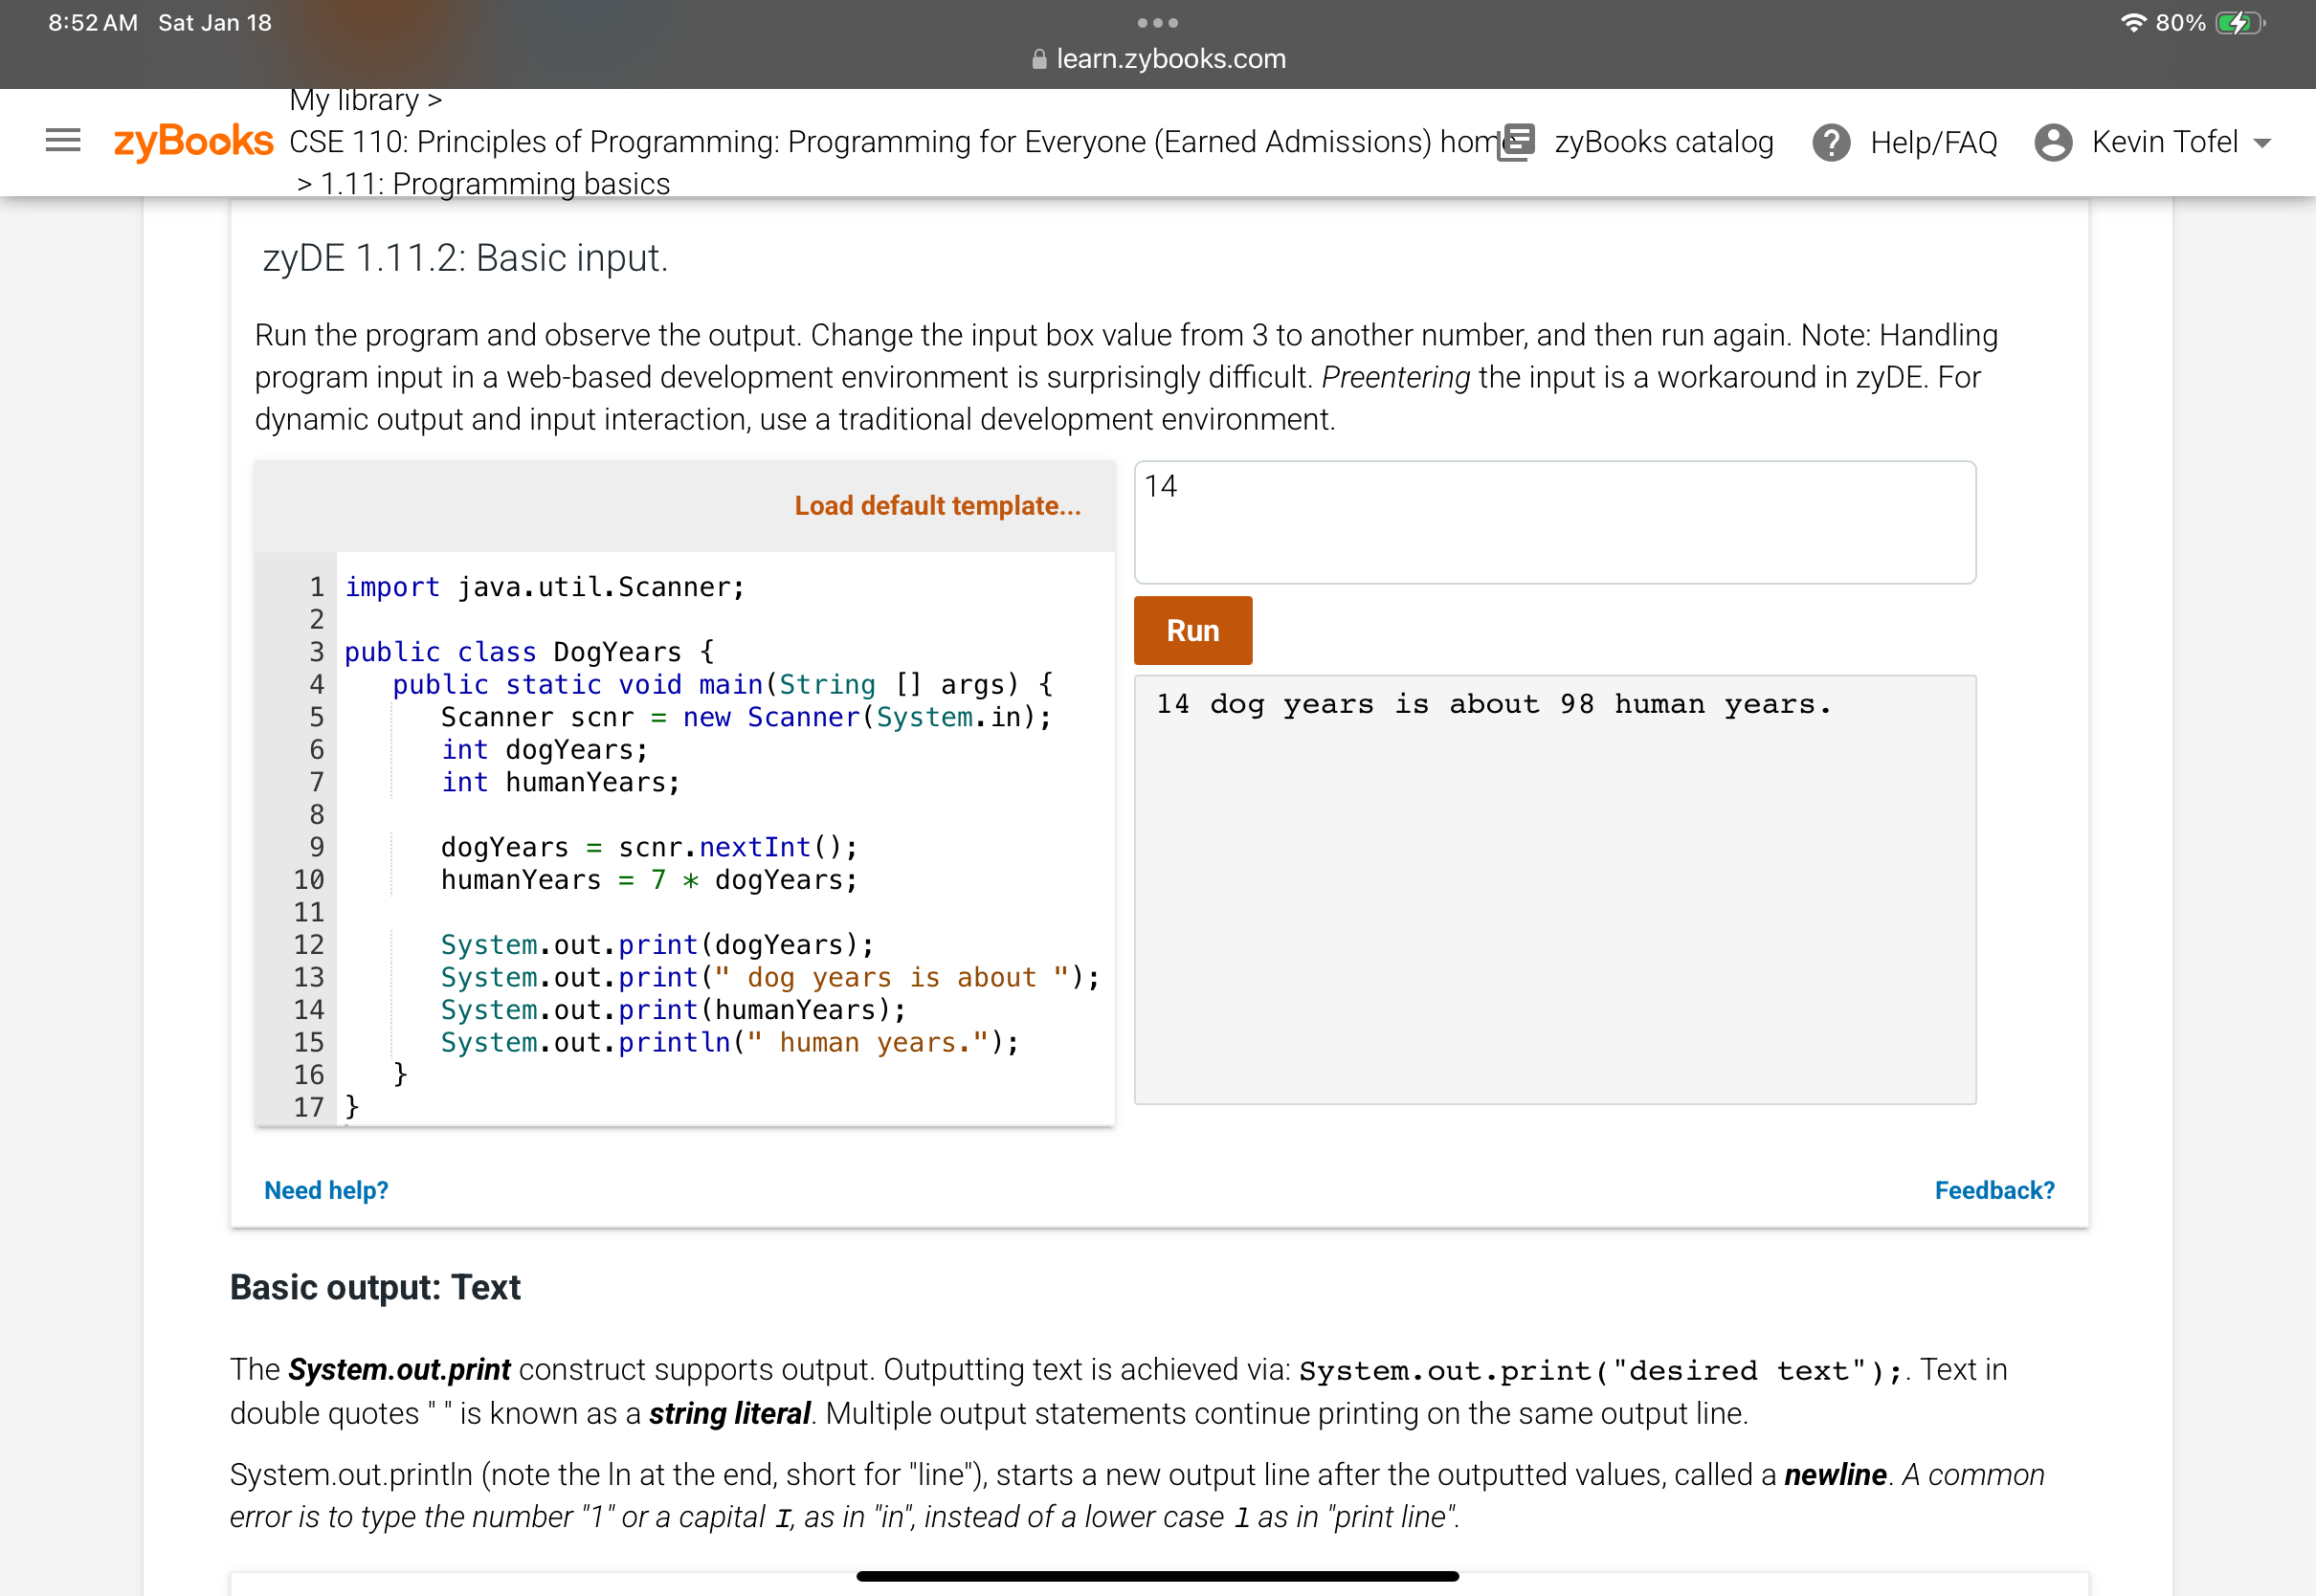 8:52 AM Sat Jan 18
80%
learn.zybooks.com
My library >
zyBooks CSE 110: Principles of Programming: Programming for Everyone (Earned Admissions) home zyBooks catalog ? Help/FAQ Kevin Tofel
> 1.11: Programming basics
zyDE 1.11.2: Basic input.
Run the program and observe the output. Change the input box value from 3 to another number, and then run again. Note: Handling
program input in a web-based development environment is surprisingly difficult. Preentering the input is a workaround in zyDE. For
dynamic output and input interaction, use a traditional development environment.
Load default template...
1 import java.util.Scanner;
2
3 public class DogYears {
4    public static void main(String [] args) {
5       Scanner scnr = new Scanner(System.in);
6       int dogYears;
7       int humanYears;
8
9       dogYears = scnr.nextInt();
10       humanYears = 7 * dogYears;
11
12       System.out.print(dogYears);
13       System.out.print(" dog years is about ");
14       System.out.print(humanYears);
15       System.out.println(" human years.");
16    }
17 }
14
Run
14 dog years is about 98 human years.
Need help?
Feedback?
Basic output: Text
The System.out.print construct supports output. Outputting text is achieved via: System.out.print("desired text");. Text in
double quotes " " is known as a string literal. Multiple output statements continue printing on the same output line.
System.out.println (note the ln at the end, short for "line"), starts a new output line after the outputted values, called a newline. A common
error is to type the number "1" or a capital I, as in "in", instead of a lower case l as in "print line".